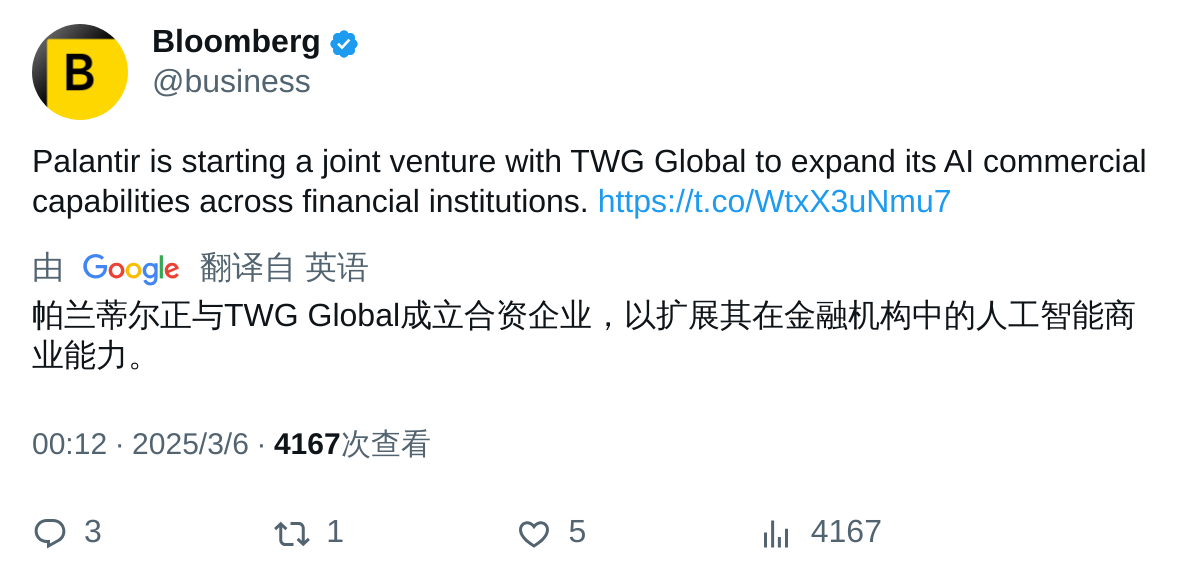 B
Bloomberg
@business
Palantir is starting a joint venture with TWG Global to expand its AI commercial
capabilities across financial institutions. https://t.co/WtxX3uNmu7
由 Google 翻译自 英语
帕兰蒂尔正与TWG Global成立合资企业，以扩展其在金融机构中的人工智能商
业能力。
00:12 · 2025/3/6 · 4167次查看
3 1 5 4167